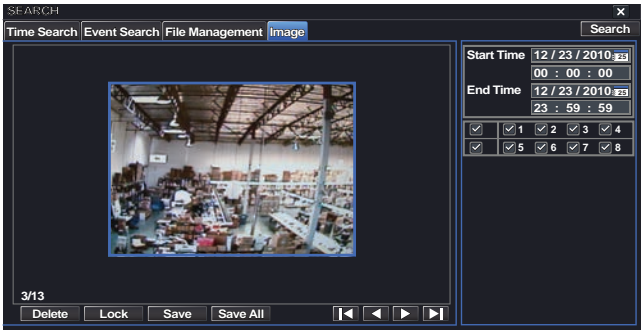 SEARCH
Time Search Event Search File Management Image
Search
Start Time 12 / 23 / 2010
00 : 00 : 00
End Time 12 / 23 / 2010
23 : 59 : 59
1 2 3 4
5 6 7 8
3/13
Delete Lock Save Save All